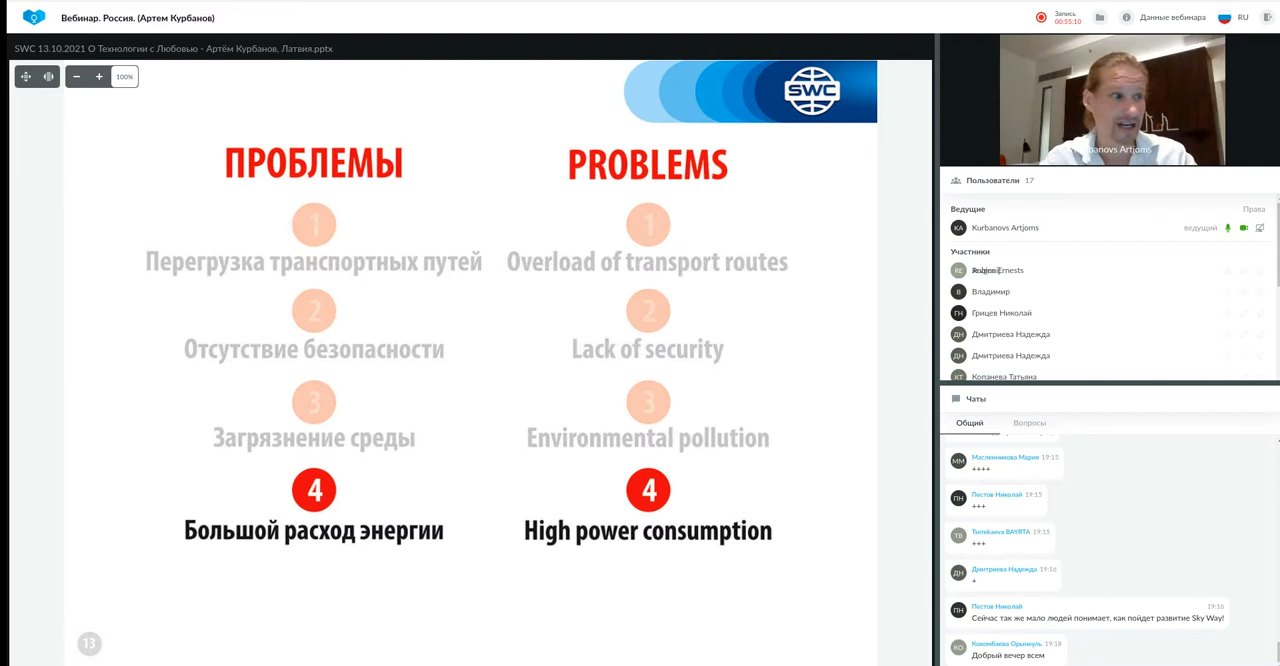 Вебинар. Россия. (Артем Курбанов)
Запись
00:55:10
Данные вебинара
RU
SWC 13.10.2021 О Технологии с Любовью - Артём Курбанов, Латвия.pptx
100%
SWC
ПРОБЛЕМЫ
PROBLEMS
1
1
Перегрузка транспортных путей
Overload of transport routes
2
2
Отсутствие безопасности
Lack of security
3
3
Загрязнение среды
Environmental pollution
4
4
Большой расход энергии
High power consumption
13
Kurbanovs Artjoms
Пользователи 17
Ведущие
Права
KA
Kurbanovs Artjoms
ведущий
Участники
RE
Ernests
В
Владимир
ГН
Грицев Николай
ДН
Дмитриева Надежда
ДН
Дмитриева Надежда
КТ
Копанева Татьяна
Чаты
Общий
Вопросы
ММ
Масленникова Мария 19:15
++++
ПН
Пестов Николай 19:15
+++
TB
Tserekaeva BAYRTA 19:15
+++
ДН
Дмитриева Надежда 19:16
+
ПН
Пестов Николай 19:16
Сейчас так же мало людей понимает, как пойдет развитие Sky Way!
КО
Кокомбаева Орынкуль 19:18
Добрый вечер всем